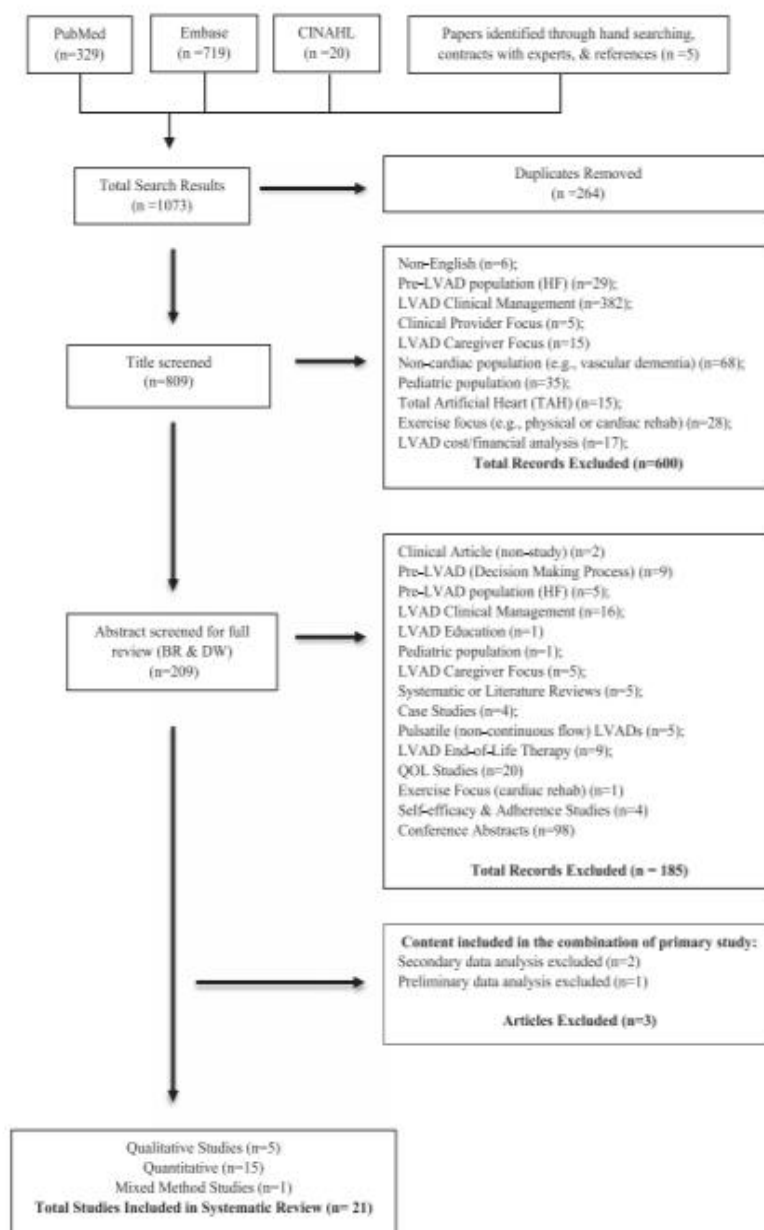 PubMed
(n=329)
Embase
(n =719)
CINAHL
(n =20)
Papers identified through hand searching,
contracts with experts, & references (n =5)
Total Search Results
(n =1073)
Duplicates Removed
(n =264)
Non-English (n=6);
Pre-LVAD population (HF) (n=29);
LVAD Clinical Management (n=382);
Clinical Provider Focus (n=5);
LVAD Caregiver Focus (n=15)
Non-cardiac population (e.g., vascular dementia) (n=68);
Pediatric population (n=35);
Total Artificial Heart (TAH) (n=15);
Exercise focus (e.g., physical or cardiac rehab) (n=28);
LVAD cost/financial analysis (n=17);
Total Records Excluded (n=600)
Title screened
(n=809)
Clinical Article (non-study) (n=2)
Pre-LVAD (Decision Making Process) (n=9)
Pre-LVAD population (HF) (n=5);
LVAD Clinical Management (n=16);
LVAD Education (n=1)
Pediatric population (n=1);
LVAD Caregiver Focus (n=5);
Systematic or Literature Reviews (n=5);
Case Studies (n=4);
Pulsatile (non-continuous flow) LVADs (n=5);
LVAD End-of-Life Therapy (n=9);
QOL Studies (n=20)
Exercise Focus (cardiac rehab) (n=1)
Self-efficacy & Adherence Studies (n=4)
Conference Abstracts (n=98)
Total Records Excluded (n = 185)
Abstract screened for full
review (BR & DW)
(n=209)
Content included in the combination of primary study:
Secondary data analysis excluded (n=2)
Preliminary data analysis excluded (n=1)
Articles Excluded (n=3)
Qualitative Studies (n=5)
Quantitative (n=15)
Mixed Method Studies (n=1)
Total Studies Included in Systematic Review (n= 21)